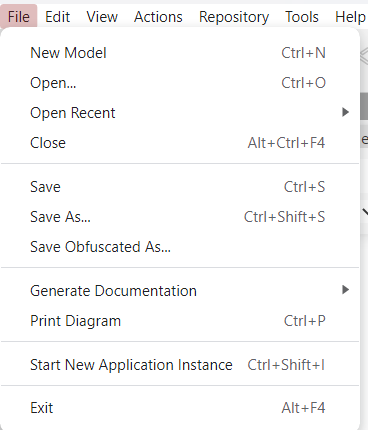 File Edit View Actions Repository Tools Help
New Model Ctrl+N
Open... Ctrl+O
Open Recent
Close Alt+Ctrl+F4
Save Ctrl+S
Save As... Ctrl+Shift+S
Save Obfuscated As...
Generate Documentation
Print Diagram Ctrl+P
Start New Application Instance Ctrl+Shift+I
Exit Alt+F4